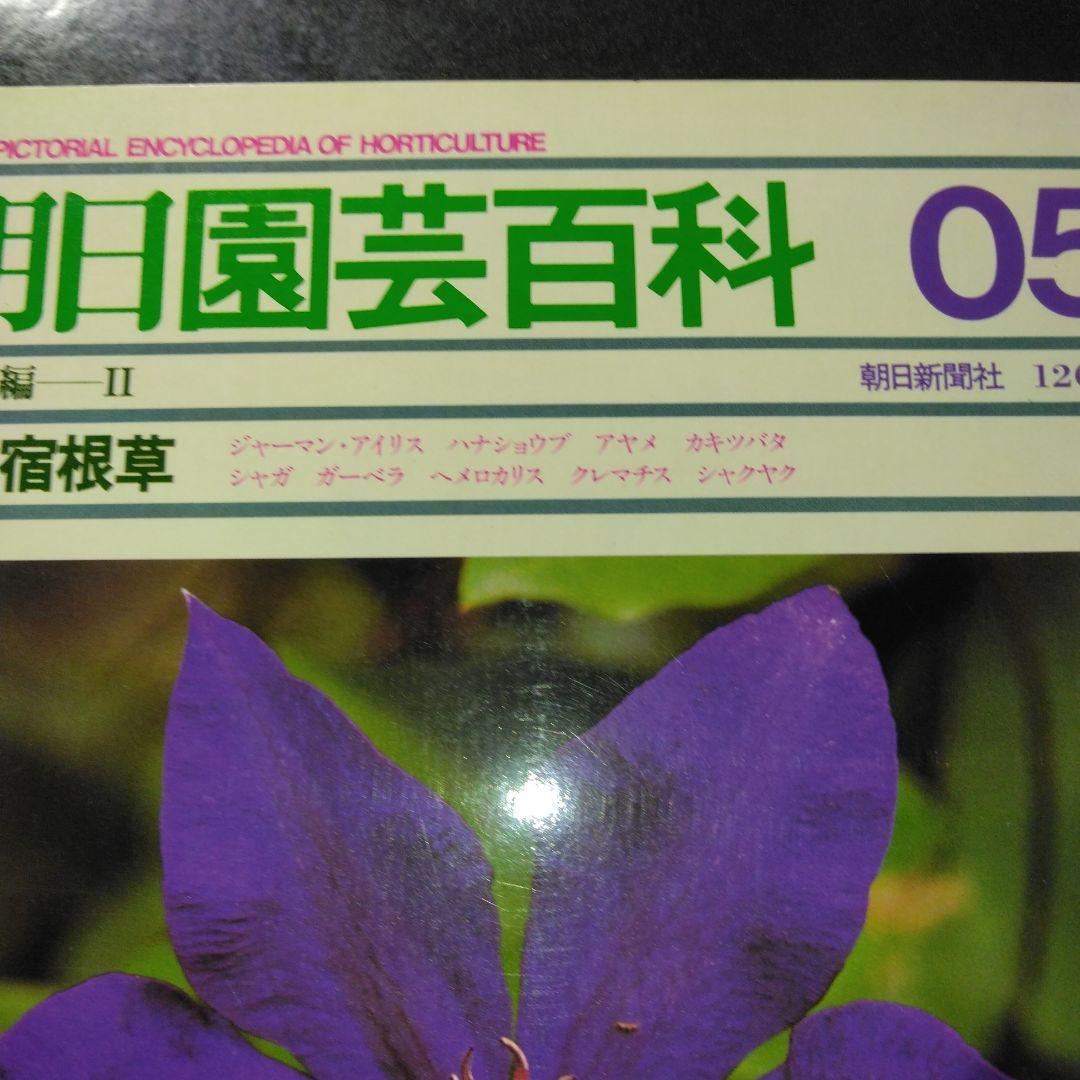 PICTORIAL ENCYCLOPEDIA OF HORTICULTURE
朝日園芸百科 05
編──II 朝日新聞社 126
宿根草
ジャーマン・アイリス ハナショウブ アヤメ カキツバタ
シャガ ガーベラ ヘメロカリス クレマチス シャクヤク